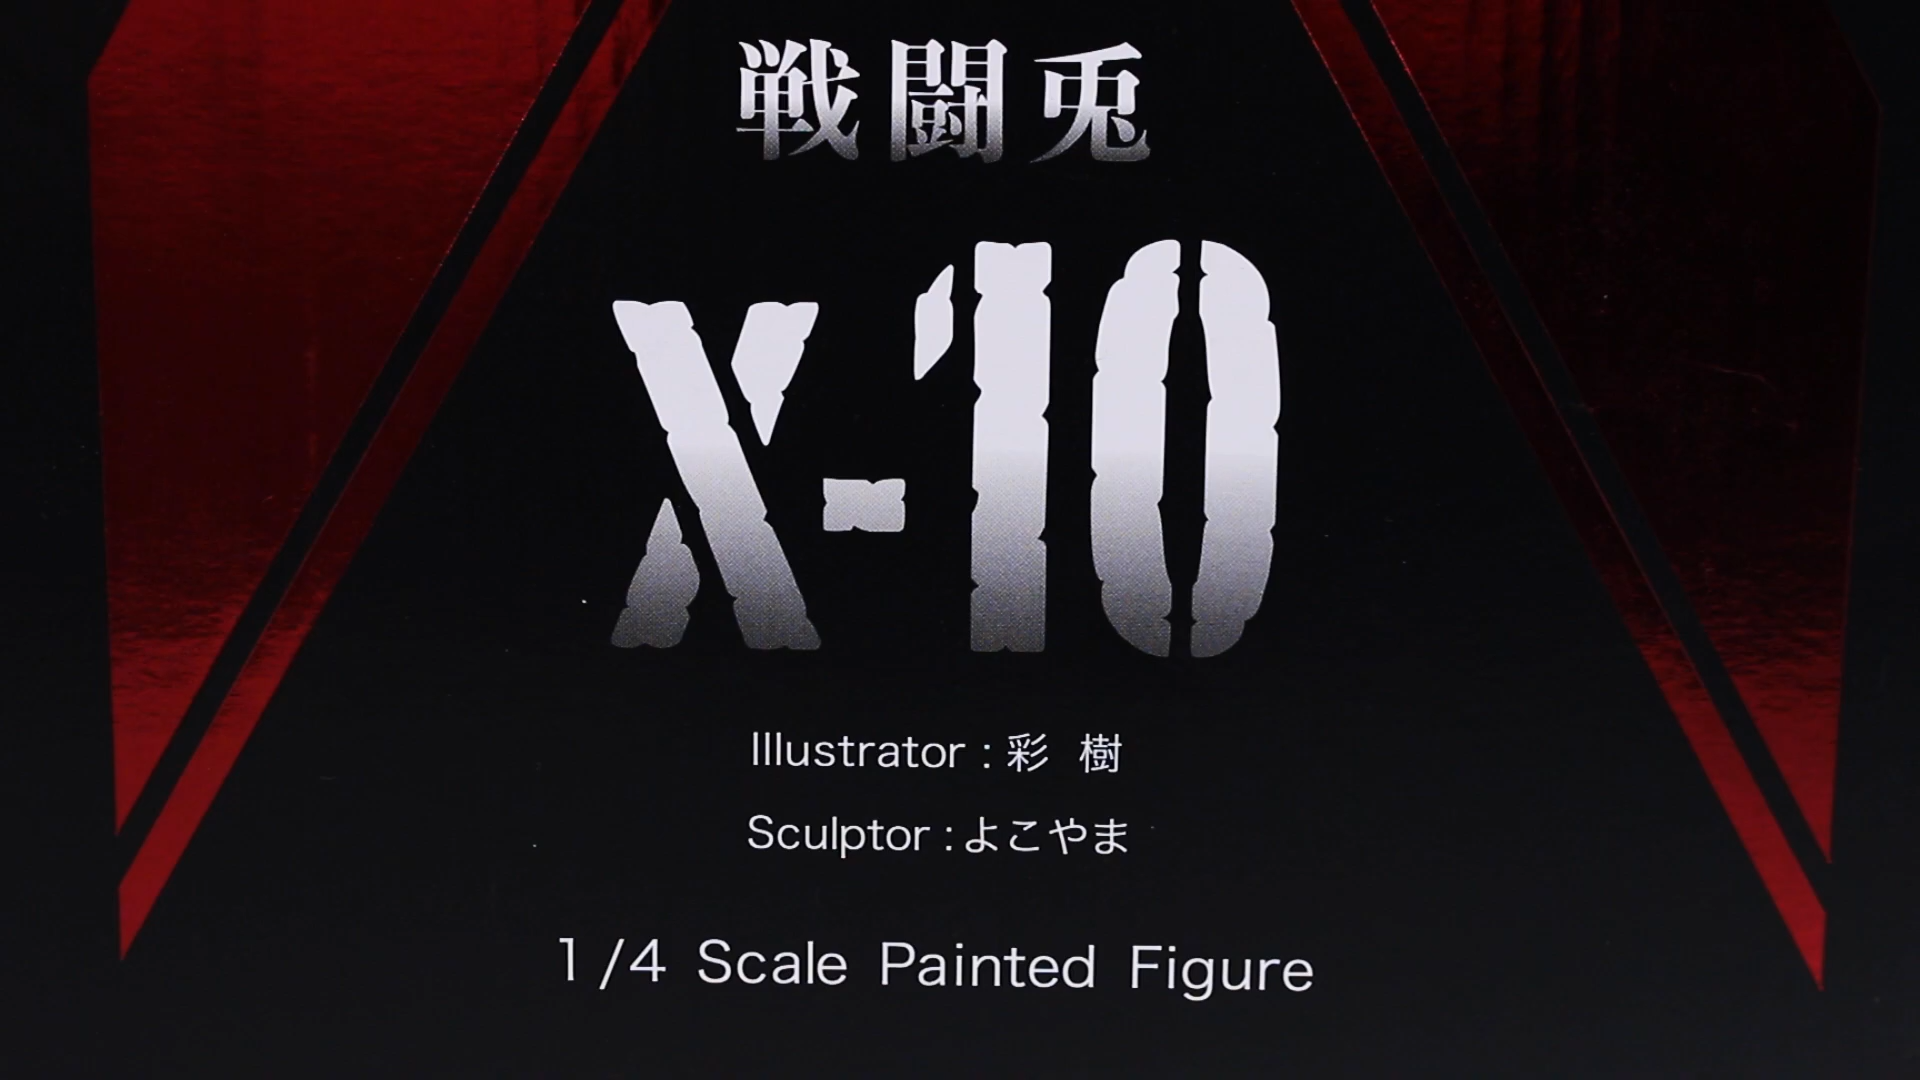 戦闘兎
X-10
Illustrator : 彩 樹
Sculptor : よこやま
1/4 Scale Painted Figure